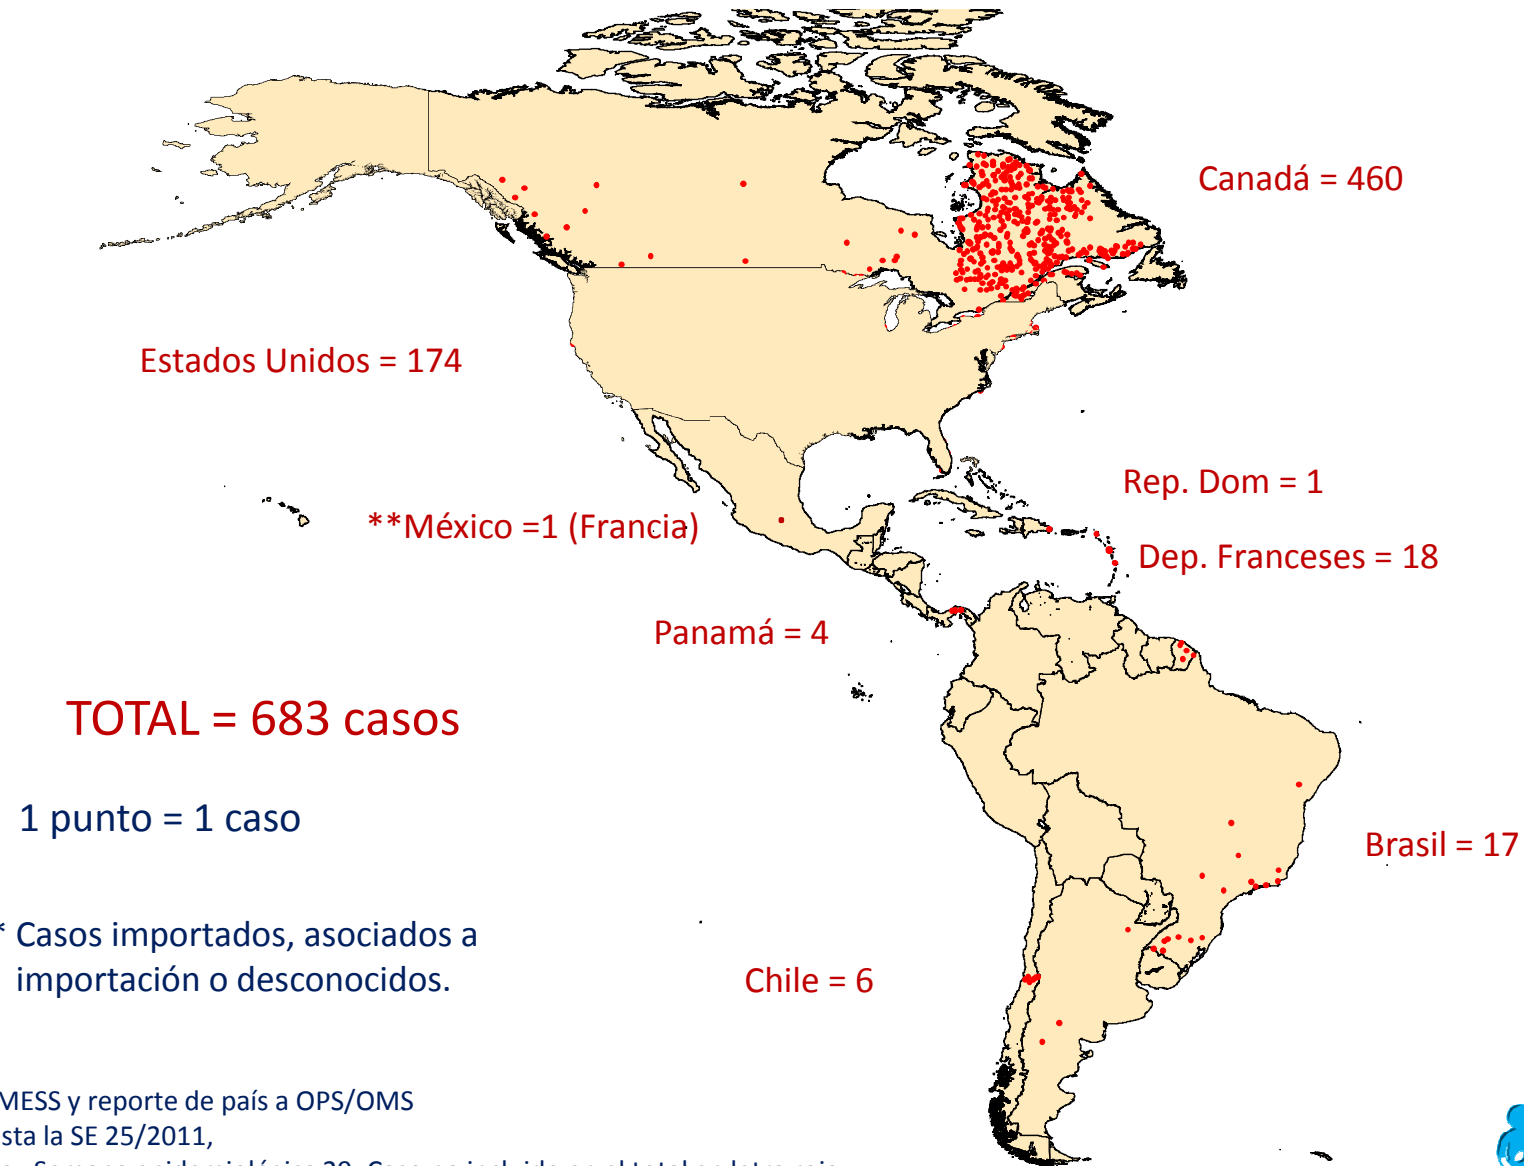 Canadá = 460
Estados Unidos = 174
Rep. Dom = 1
**México =1 (Francia)
Dep. Franceses = 18
Panamá = 4
TOTAL = 683 casos
1 punto = 1 caso
Brasil = 17
* Casos importados, asociados a
importación o desconocidos.
Chile = 6
MESS y reporte de país a OPS/OMS
sta la SE 25/2011,